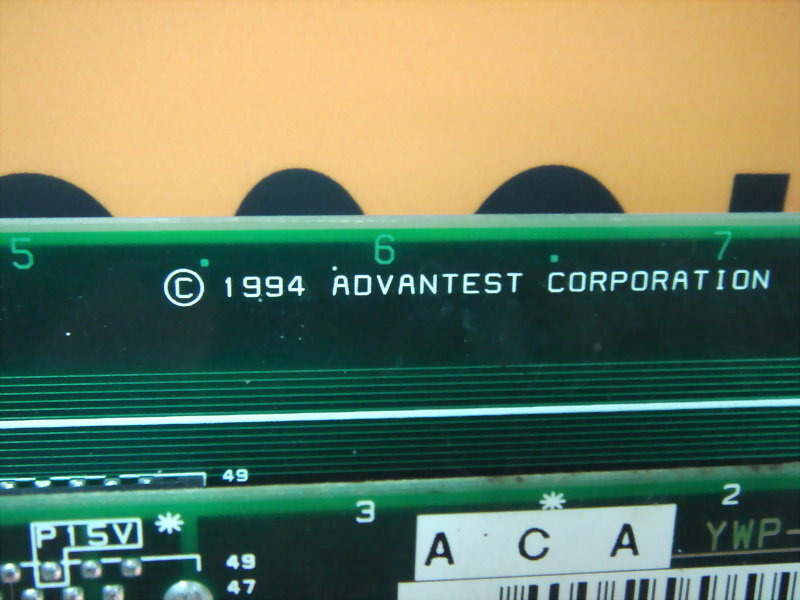 5 6 7
© 1994 ADVANTEST CORPORATION
49
3 2
P15V
A C A
YWP-
49
47